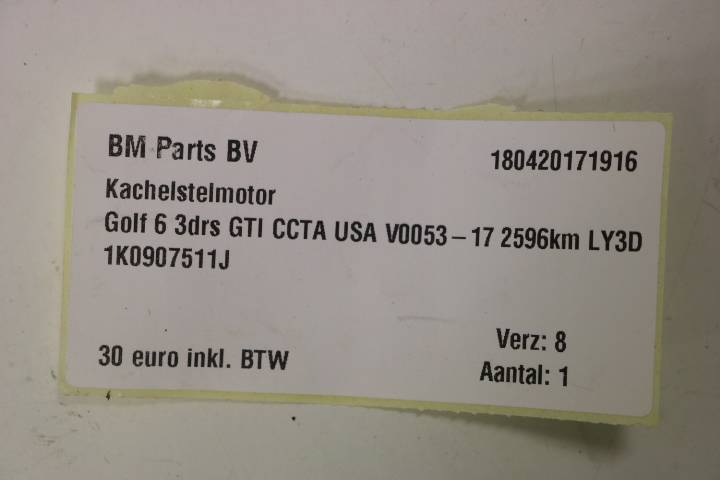 BM Parts BV 180420171916
Kachelstelmotor
Golf 6 3drs GTI CCTA USA V0053-17 2596km LY3D
1K0907511J
Verz: 8
30 euro inkl. BTW Aantal: 1